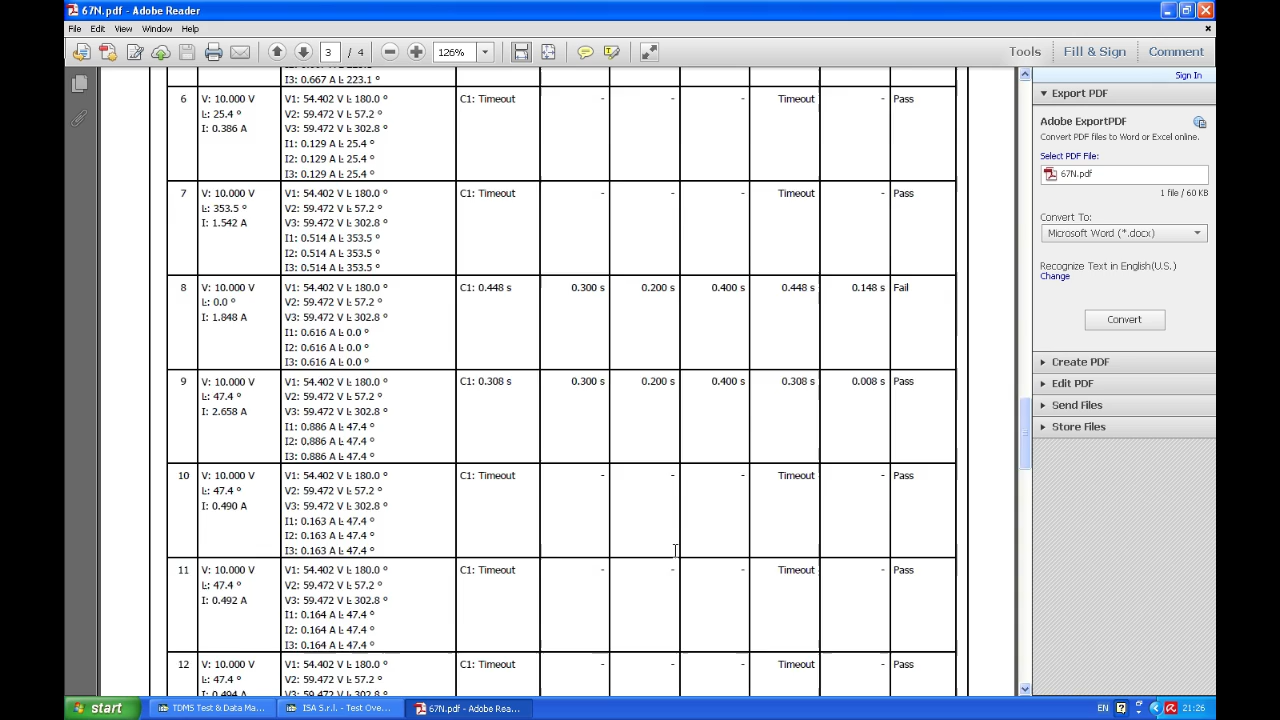 67N.pdf - Adobe Reader
File Edit View Window Help
3 / 4 126% Tools Fill & Sign Comment
Sign In
I3: 0.667 A Ŀ 223.1 º
6 V: 10.000 V V1: 54.402 V Ŀ 180.0 º C1: Timeout - - - Timeout - Pass
Ŀ: 25.4 º V2: 59.472 V Ŀ 57.2 º
I: 0.386 A V3: 59.472 V Ŀ 302.8 º
I1: 0.129 A Ŀ 25.4 º
I2: 0.129 A Ŀ 25.4 º
I3: 0.129 A Ŀ 25.4 º
7 V: 10.000 V V1: 54.402 V Ŀ 180.0 º C1: Timeout - - - Timeout - Pass
Ŀ: 353.5 º V2: 59.472 V Ŀ 57.2 º
I: 1.542 A V3: 59.472 V Ŀ 302.8 º
I1: 0.514 A Ŀ 353.5 º
I2: 0.514 A Ŀ 353.5 º
I3: 0.514 A Ŀ 353.5 º
8 V: 10.000 V V1: 54.402 V Ŀ 180.0 º C1: 0.448 s 0.300 s 0.200 s 0.400 s 0.448 s 0.148 s Fail
Ŀ: 0.0 º V2: 59.472 V Ŀ 57.2 º
I: 1.848 A V3: 59.472 V Ŀ 302.8 º
I1: 0.616 A Ŀ 0.0 º
I2: 0.616 A Ŀ 0.0 º
I3: 0.616 A Ŀ 0.0 º
9 V: 10.000 V V1: 54.402 V Ŀ 180.0 º C1: 0.308 s 0.300 s 0.200 s 0.400 s 0.308 s 0.008 s Pass
Ŀ: 47.4 º V2: 59.472 V Ŀ 57.2 º
I: 2.658 A V3: 59.472 V Ŀ 302.8 º
I1: 0.886 A Ŀ 47.4 º
I2: 0.886 A Ŀ 47.4 º
I3: 0.886 A Ŀ 47.4 º
10 V: 10.000 V V1: 54.402 V Ŀ 180.0 º C1: Timeout - - - Timeout - Pass
Ŀ: 47.4 º V2: 59.472 V Ŀ 57.2 º
I: 0.490 A V3: 59.472 V Ŀ 302.8 º
I1: 0.163 A Ŀ 47.4 º
I2: 0.163 A Ŀ 47.4 º
I3: 0.163 A Ŀ 47.4 º
11 V: 10.000 V V1: 54.402 V Ŀ 180.0 º C1: Timeout - - - Timeout - Pass
Ŀ: 47.4 º V2: 59.472 V Ŀ 57.2 º
I: 0.492 A V3: 59.472 V Ŀ 302.8 º
I1: 0.164 A Ŀ 47.4 º
I2: 0.164 A Ŀ 47.4 º
I3: 0.164 A Ŀ 47.4 º
12 V: 10.000 V V1: 54.402 V Ŀ 180.0 º C1: Timeout - - - Timeout - Pass
Ŀ: 47.4 º V2: 59.472 V Ŀ 57.2 º
I: 0.494 A V3: 59.472 V Ŀ 302.8 º
Export PDF
Adobe ExportPDF
Convert PDF files to Word or Excel online.
Select PDF File:
67N.pdf
1 file / 60 KB
Convert To:
Microsoft Word (*.docx)
Recognize Text in English(U.S.)
Change
Convert
Create PDF
Edit PDF
Send Files
Store Files
start TDMS Test & Data Ma... ISA S.r.l. - Test Ove... 67N.pdf - Adobe Rea... EN 21:26